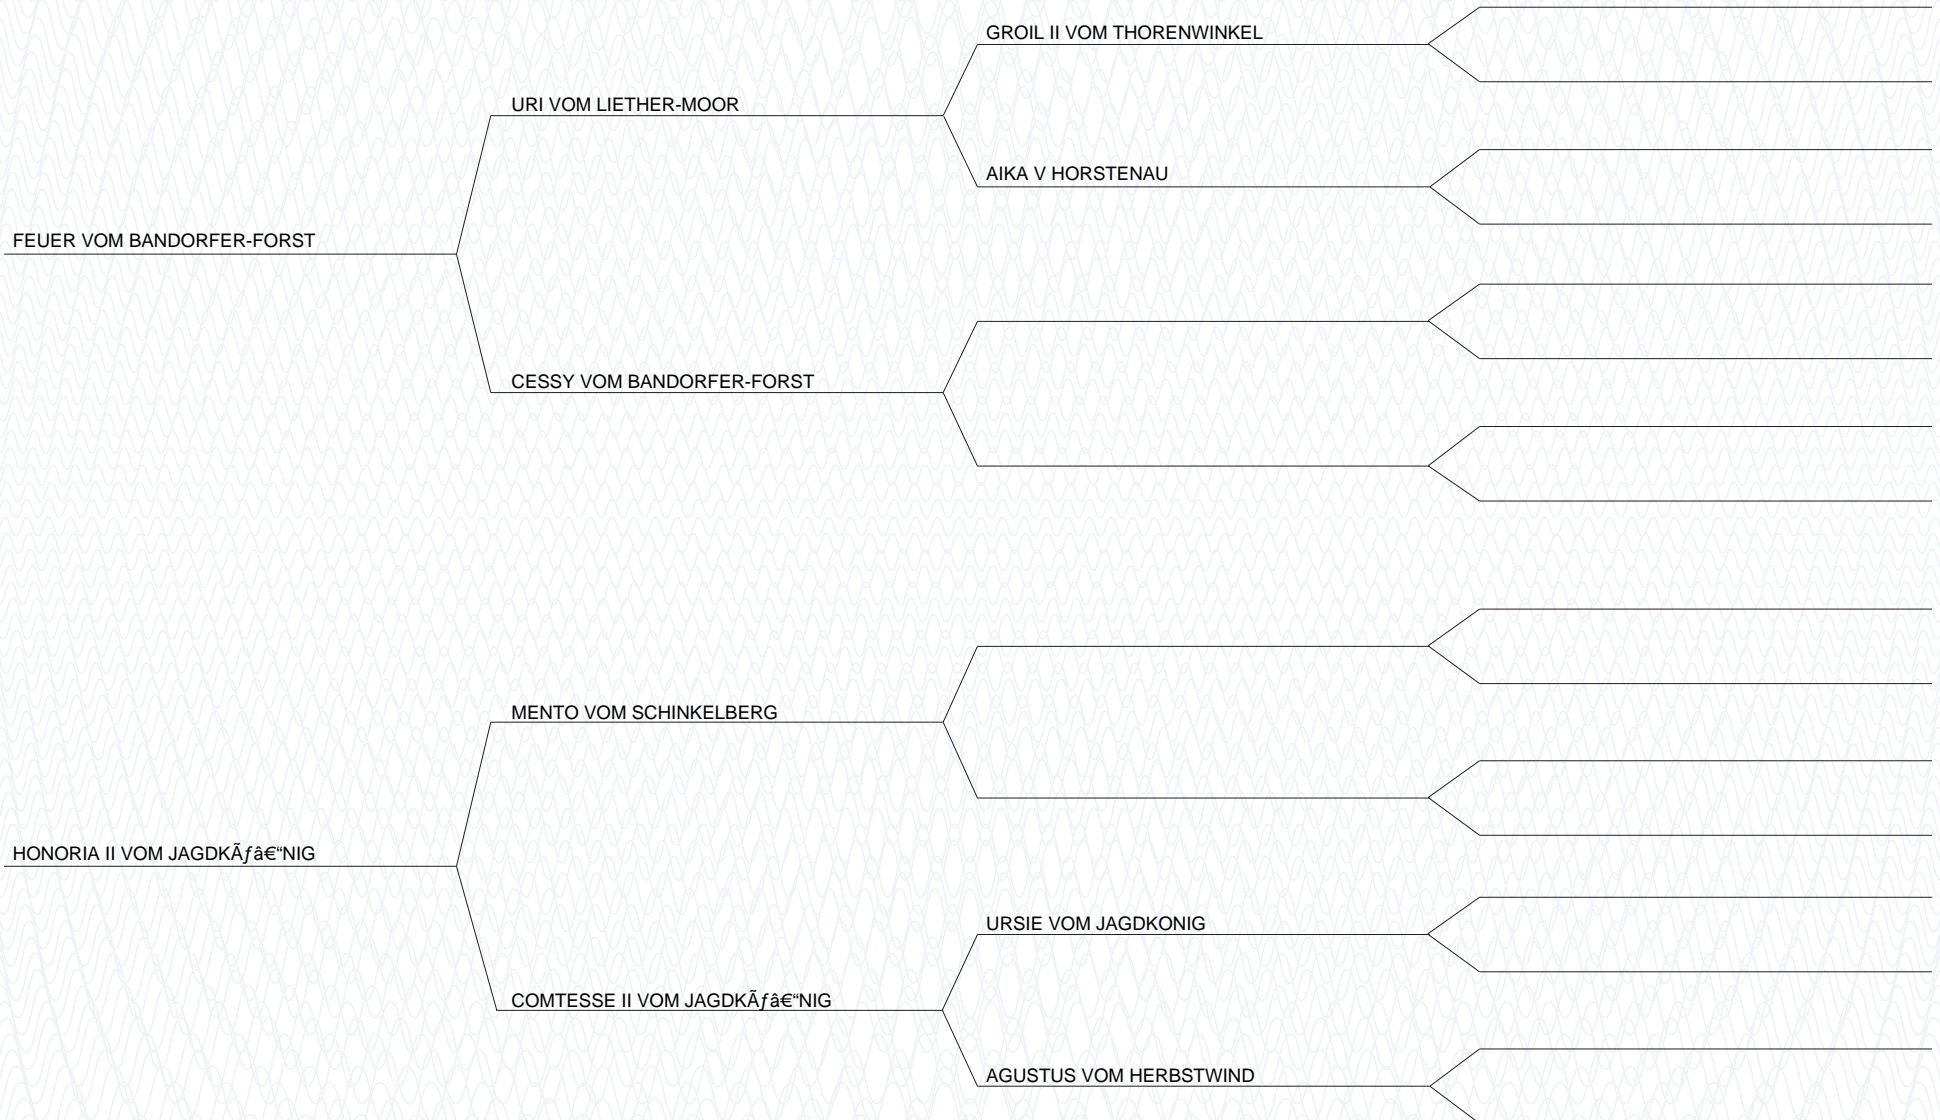 GROIL II VOM THORENWINKEL
URI VOM LIETHER-MOOR
AIKA V HORSTENAU
FEUER VOM BANDORFER-FORST
CESSY VOM BANDORFER-FORST
MENTO VOM SCHINKELBERG
HONORIA II VOM JAGDKÃƒâ€“NIG
URSIE VOM JAGDKONIG
COMTESSE II VOM JAGDKÃƒâ€“NIG
AGUSTUS VOM HERBSTWIND